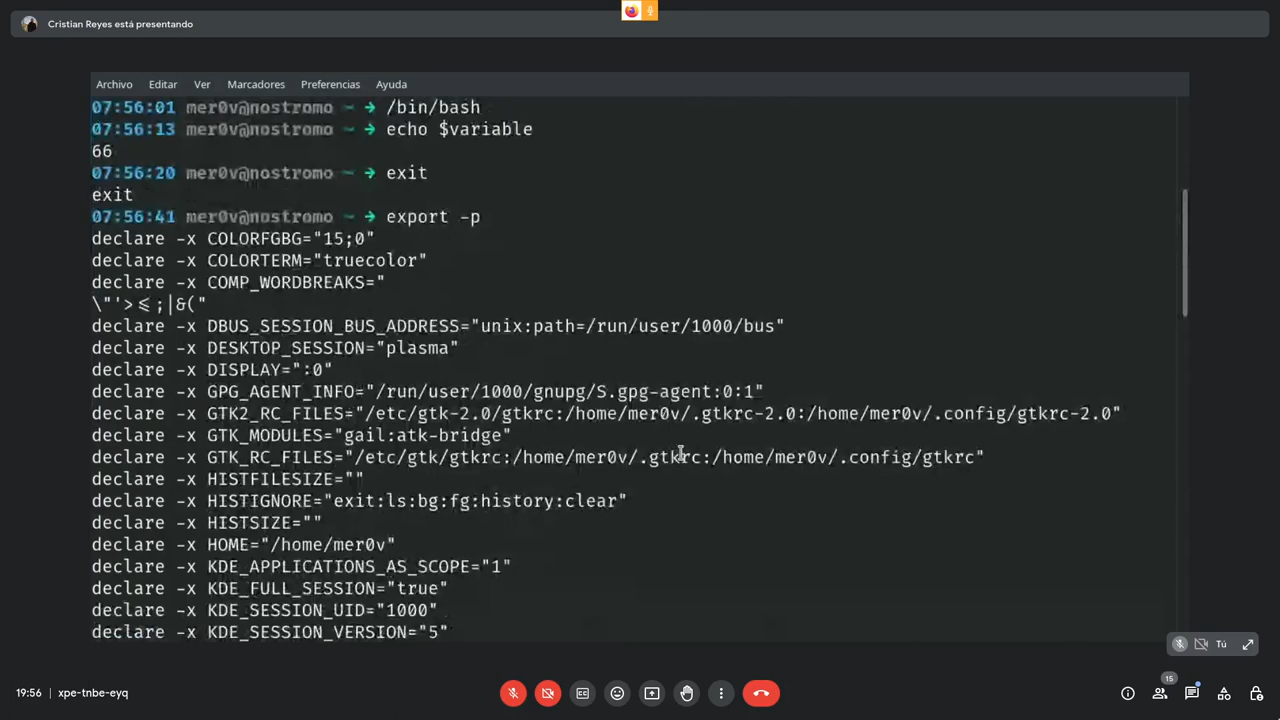 Cristian Reyes está presentando
Archivo Editar Ver Marcadores Preferencias Ayuda
07:56:01 mer0v@nostromo ~ → /bin/bash
07:56:13 mer0v@nostromo ~ → echo $variable
66
07:56:20 mer0v@nostromo ~ → exit
exit
07:56:41 mer0v@nostromo ~ → export -p
declare -x COLORFGBG="15;0"
declare -x COLORTERM="truecolor"
declare -x COMP_WORDBREAKS="
\"'><=;|&("
declare -x DBUS_SESSION_BUS_ADDRESS="unix:path=/run/user/1000/bus"
declare -x DESKTOP_SESSION="plasma"
declare -x DISPLAY=":0"
declare -x GPG_AGENT_INFO="/run/user/1000/gnupg/S.gpg-agent:0:1"
declare -x GTK2_RC_FILES="/etc/gtk-2.0/gtkrc:/home/mer0v/.gtkrc-2.0:/home/mer0v/.config/gtkrc-2.0"
declare -x GTK_MODULES="gail:atk-bridge"
declare -x GTK_RC_FILES="/etc/gtk/gtkrc:/home/mer0v/.gtkrc:/home/mer0v/.config/gtkrc"
declare -x HISTFILESIZE=""
declare -x HISTIGNORE="exit:ls:bg:fg:history:clear"
declare -x HISTSIZE=""
declare -x HOME="/home/mer0v"
declare -x KDE_APPLICATIONS_AS_SCOPE="1"
declare -x KDE_FULL_SESSION="true"
declare -x KDE_SESSION_UID="1000"
declare -x KDE_SESSION_VERSION="5"
Tú
19:56 | xpe-tnbe-eyq
15